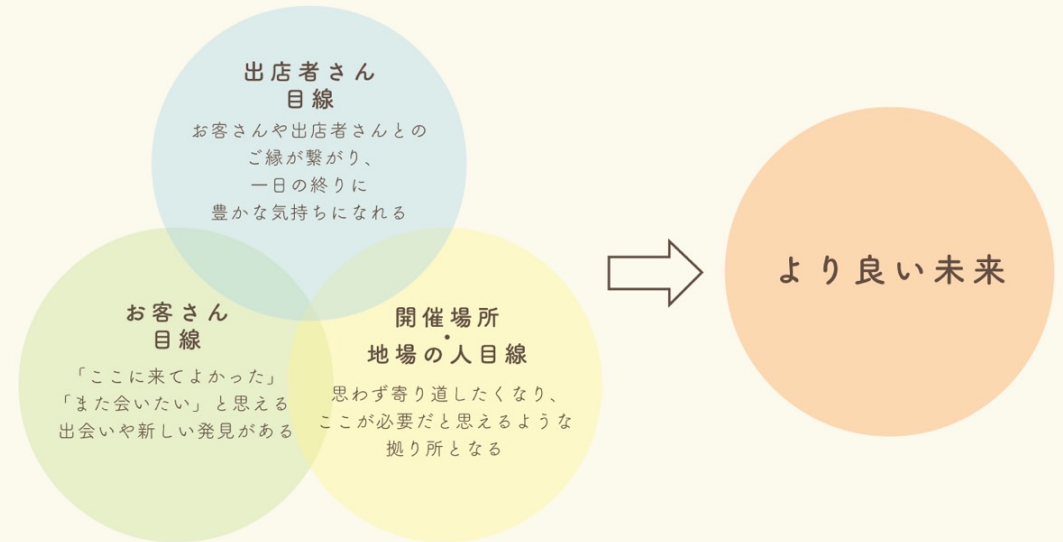 出店者さん
目線
お客さんや出店者さんとの
ご縁が繋がり、
一日の終りに
豊かな気持ちになれる
お客さん
目線
「ここに来てよかった」
「また会いたい」と思える
出会いや新しい発見がある
開催場所
・
地場の人目線
思わず寄り道したくなり、
ここが必要だと思えるような
拠り所となる
より良い未来